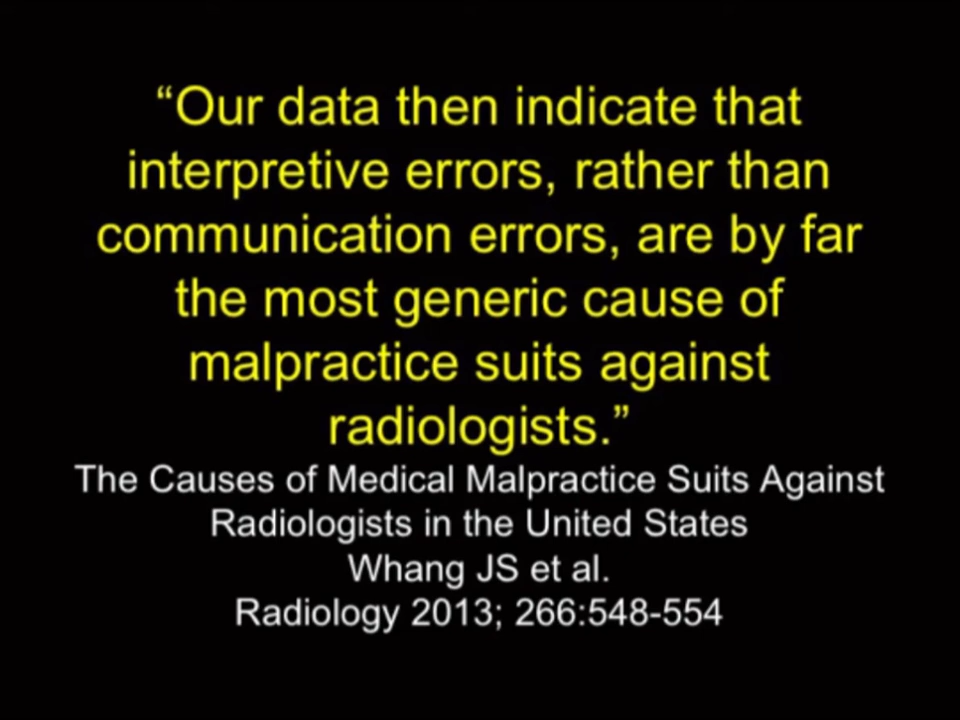 “Our data then indicate that
interpretive errors, rather than
communication errors, are by far
the most generic cause of
malpractice suits against
radiologists.”
The Causes of Medical Malpractice Suits Against
Radiologists in the United States
Whang JS et al.
Radiology 2013; 266:548-554